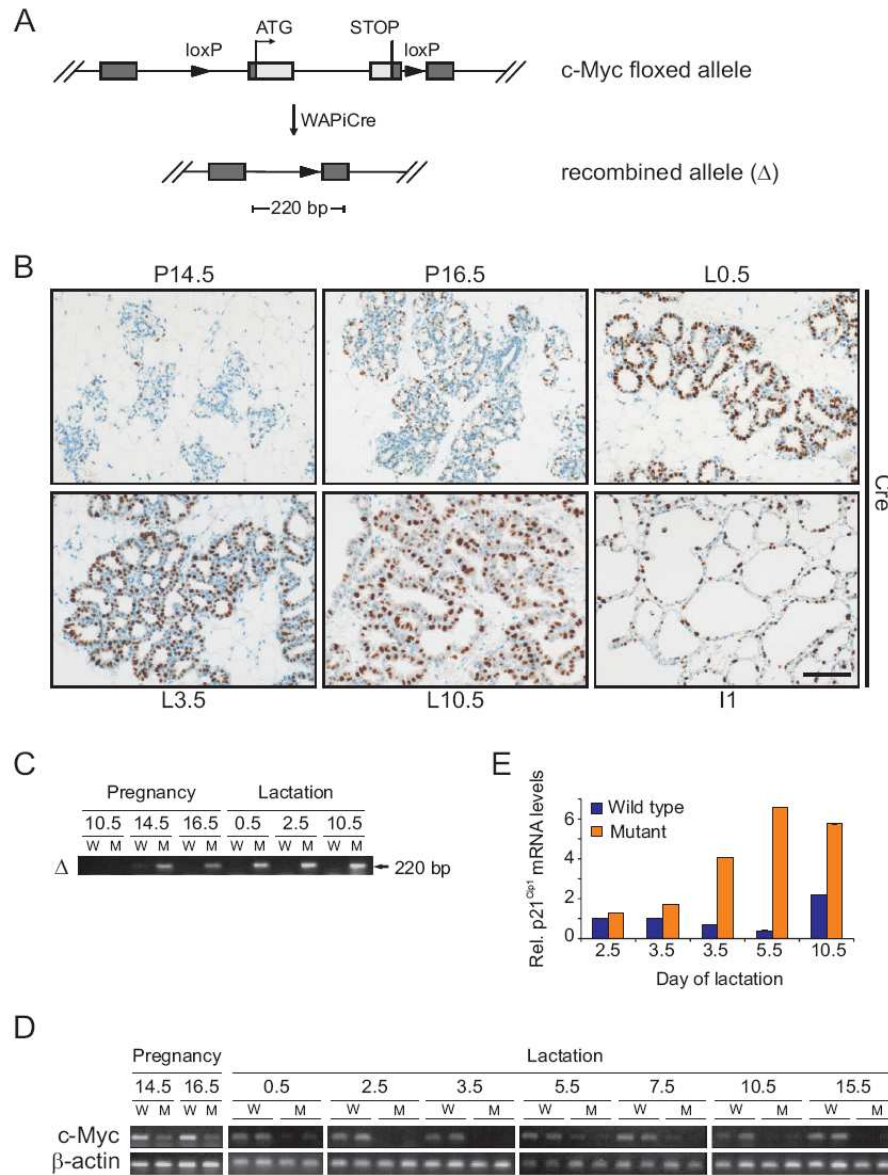 A
loxP ATG STOP loxP
c-Myc floxed allele
WAPiCre
recombined allele (Δ)
220 bp
B
P14.5 P16.5 L0.5
Cre
L3.5 L10.5 I1
C
Pregnancy Lactation
10.5 14.5 16.5 0.5 2.5 10.5
W M W M W M W M W M W M
Δ 220 bp
E
Rel. p21Cip1 mRNA levels
6
4
2
0
Wild type
Mutant
2.5 3.5 3.5 5.5 10.5
Day of lactation
D
Pregnancy Lactation
14.5 16.5 0.5 2.5 3.5 5.5 7.5 10.5 15.5
W M W M W M W M W M W M W M W M W M
c-Myc
β-actin